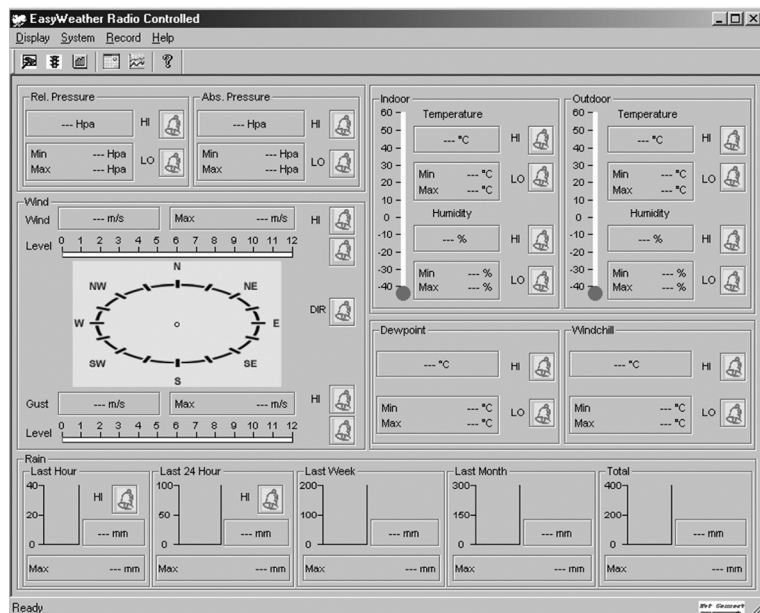 EasyWeather Radio Controlled
Display System Record Help
Rel. Pressure
--- Hpa
HI
Min --- Hpa
Max --- Hpa
LO
Abs. Pressure
--- Hpa
HI
Min --- Hpa
Max --- Hpa
LO
Wind
Wind --- m/s
Max --- m/s
HI
Level
0 1 2 3 4 5 6 7 8 9 10 11 12
N
NW NE
W E
SW SE
S
DIR
Gust --- m/s
Max --- m/s
HI
Level
0 1 2 3 4 5 6 7 8 9 10 11 12
Indoor
60
50
40
30
20
10
0
-10
-20
-30
-40
Temperature
--- °C
HI
Min --- °C
Max --- °C
LO
Humidity
--- %
HI
Min --- %
Max --- %
LO
Outdoor
60
50
40
30
20
10
0
-10
-20
-30
-40
Temperature
--- °C
HI
Min --- °C
Max --- °C
LO
Humidity
--- %
HI
Min --- %
Max --- %
LO
Dewpoint
--- °C
HI
Min --- °C
Max --- °C
LO
Windchill
--- °C
HI
Min --- °C
Max --- °C
LO
Rain
Last Hour
40
20
0
HI
--- mm
Max --- mm
Last 24 Hour
100
50
0
HI
--- mm
Max --- mm
Last Week
200
100
0
--- mm
Max --- mm
Last Month
300
150
0
--- mm
Max --- mm
Total
400
200
0
--- mm
Max --- mm
Ready
Not Connect